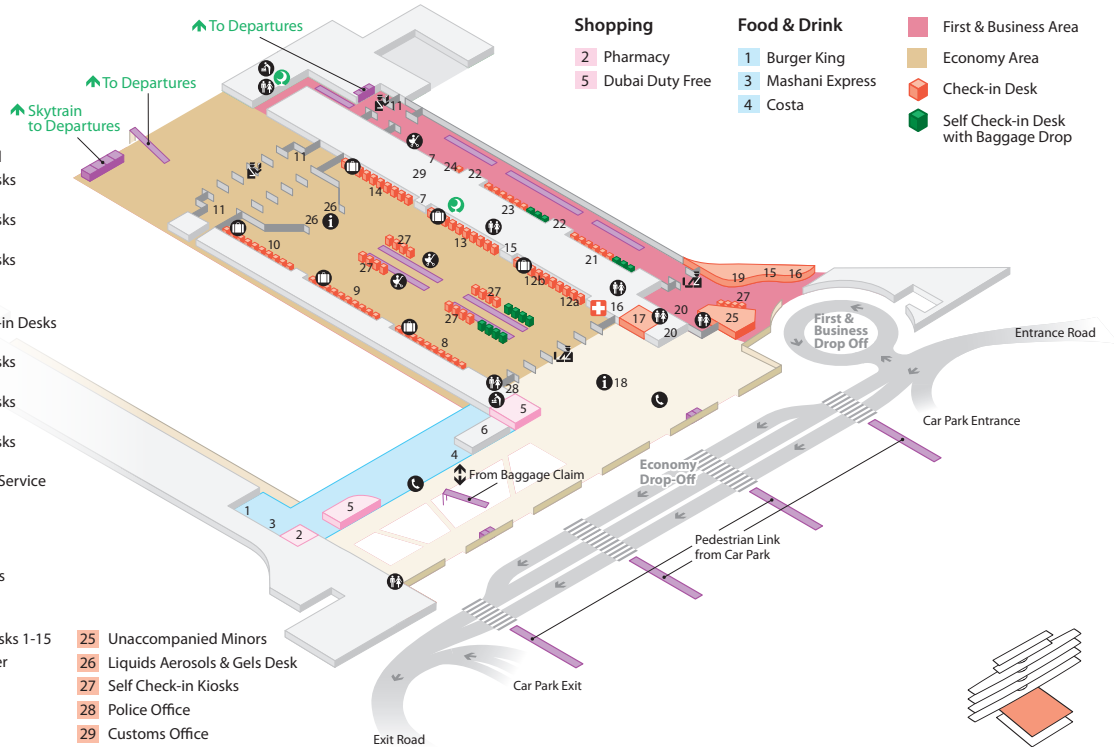 To Departures
To Departures
Skytrain
to Departures
Shopping
2 Pharmacy
5 Dubai Duty Free
Food & Drink
1 Burger King
3 Mashani Express
4 Costa
First & Business Area
Economy Area
Check-in Desk
Self Check-in Desk
with Baggage Drop
sks
sks
sks
-in Desks
sks
sks
sks
Service
s
sks 1-15
er
11
7
24
22
29
11
14
7
23
22
26
26
11
13
15
21
10
27
27
12b
12a
16
9
27
27
8
19
15
16
27
20
25
17
20
28
18
5
6
4
5
1
3
2
First &
Business
Drop Off
Entrance Road
Car Park Entrance
Economy
Drop-Off
From Baggage Claim
Pedestrian Link
from Car Park
Car Park Exit
Exit Road
25 Unaccompanied Minors
26 Liquids Aerosols & Gels Desk
27 Self Check-in Kiosks
28 Police Office
29 Customs Office